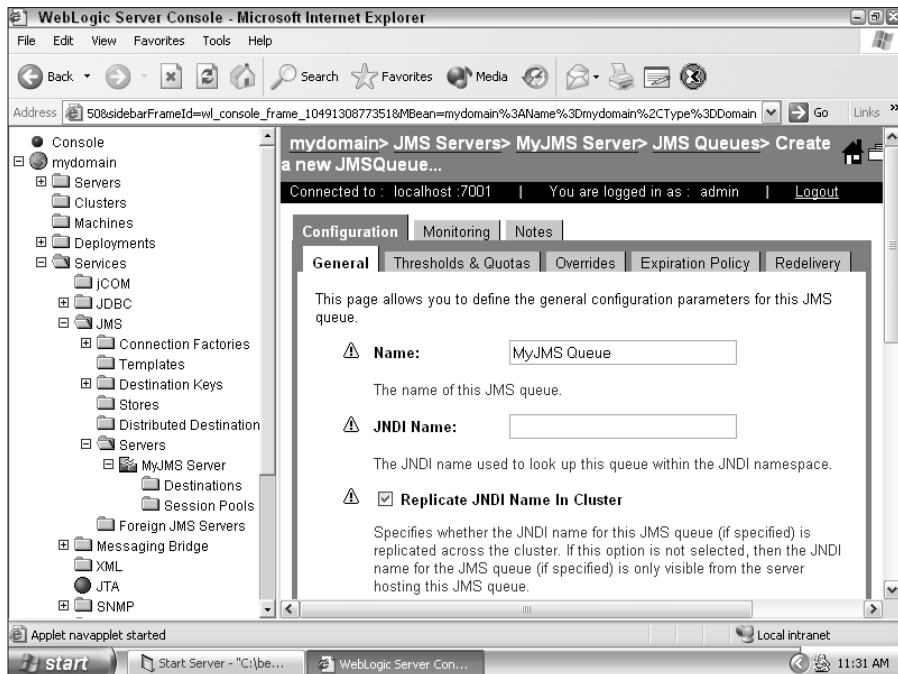 WebLogic Server Console - Microsoft Internet Explorer
File Edit View Favorites Tools Help
Back Search Favorites Media
Address 50&sidebarFrameId=wl_console_frame_1049130877351&MBean=mydomain%3AName%3Dmydomain%2CType%3DDomain Go Links »
Console
mydomain
Servers
Clusters
Machines
Deployments
Services
jCOM
JDBC
JMS
Connection Factories
Templates
Destination Keys
Stores
Distributed Destination
Servers
MyJMS Server
Destinations
Session Pools
Foreign JMS Servers
Messaging Bridge
XML
JTA
SNMP
mydomain> JMS Servers> MyJMS Server> JMS Queues> Create
a new JMSQueue...
Connected to : localhost :7001 | You are logged in as : admin | Logout
Configuration Monitoring Notes
General Thresholds & Quotas Overrides Expiration Policy Redelivery
This page allows you to define the general configuration parameters for this JMS
queue.
Name: MyJMS Queue
The name of this JMS queue.
JNDI Name:
The JNDI name used to look up this queue within the JNDI namespace.
Replicate JNDI Name In Cluster
Specifies whether the JNDI name for this JMS queue (if specified) is
replicated across the cluster. If this option is not selected, then the JNDI
name for the JMS queue (if specified) is only visible from the server
hosting this JMS queue.
Applet navapplet started Local intranet
start Start Server - "C:\be... WebLogic Server Con... 11:31 AM